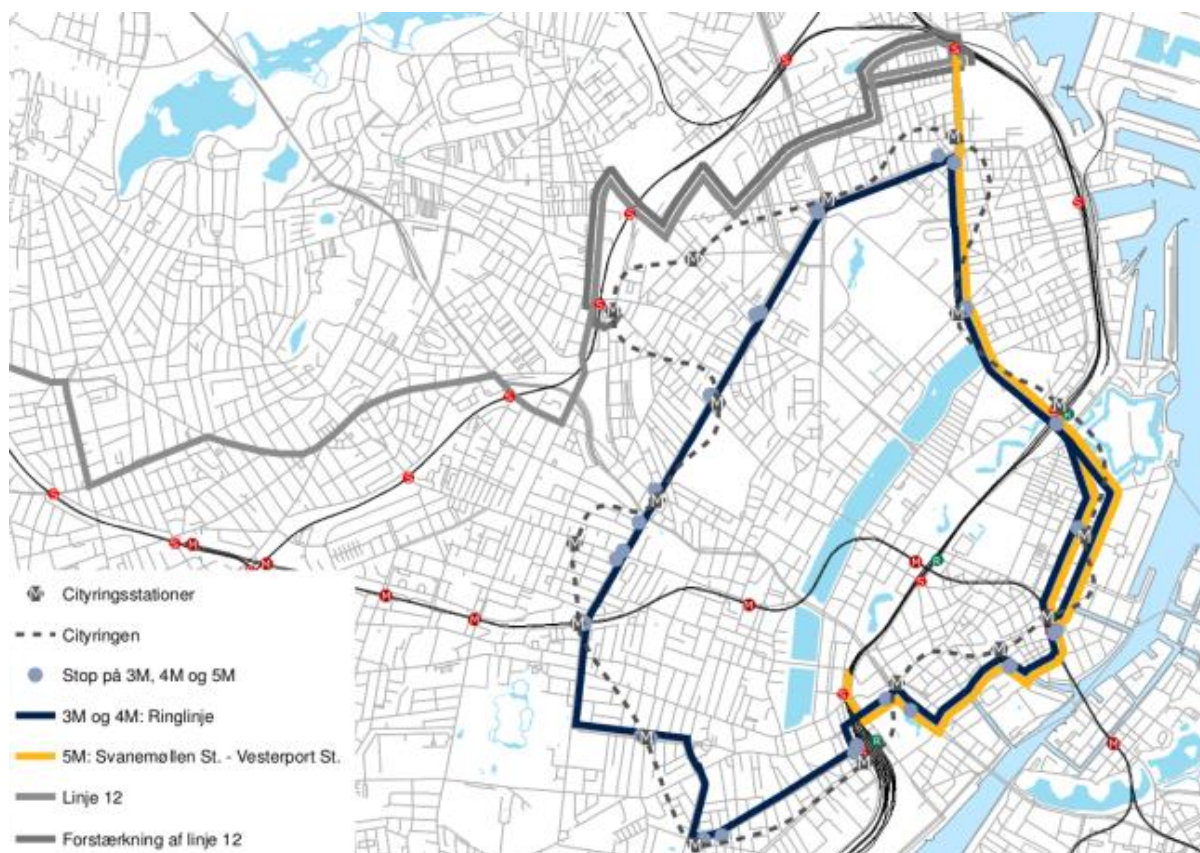 Cityringsstationer
Cityringen
Stop på 3M, 4M og 5M
3M og 4M: Ringlinje
5M: Svanemøllen St. - Vesterport St.
Linje 12
Forstærkning af linje 12